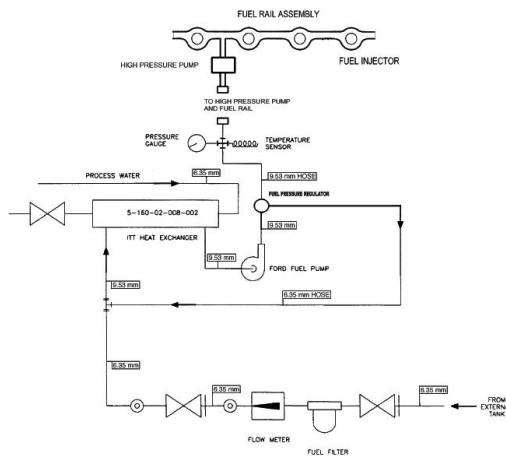 FUEL RAIL ASSEMBLY
FUEL INJECTOR
HIGH PRESSURE PUMP
TO HIGH PRESSURE PUMP
AND FUEL RAIL
PRESSURE
GAUGE
TEMPERATURE
SENSOR
PROCESS WATER
6.35 mm
9.53 mm HOSE
FUEL PRESSURE REGULATOR
5-160-02-008-002
9.53 mm
ITT HEAT EXCHANGER
9.53 mm
FORD FUEL PUMP
9.53 mm
6.35 mm HOSE
6.35 mm
6.35 mm
6.35 mm
FROM
EXTERN
TANK
FLOW METER
FUEL FILTER